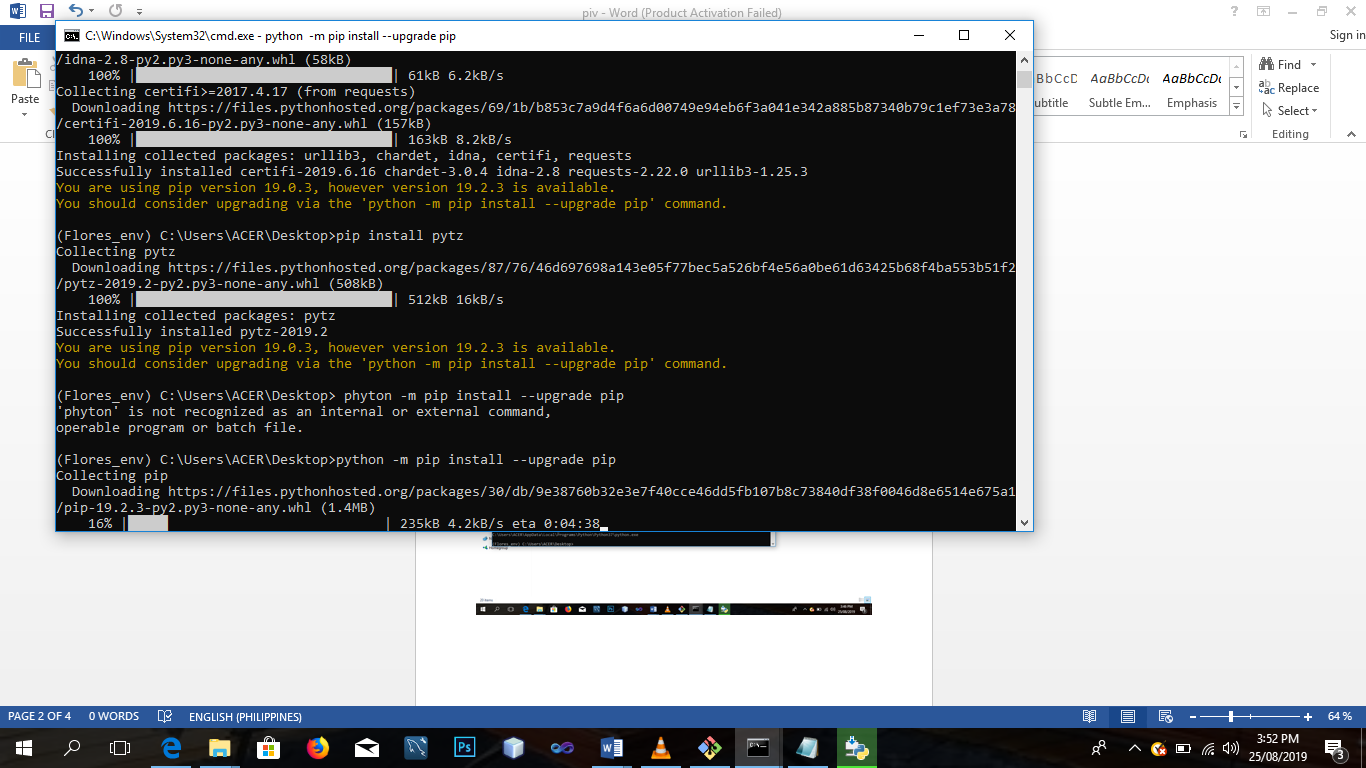 piv - Word (Product Activation Failed)
FILE
Sign in
C:\Windows\System32\cmd.exe - python  -m pip install --upgrade pip
Paste
/idna-2.8-py2.py3-none-any.whl (58kB)
100% | | 61kB 6.2kB/s
Collecting certifi>=2017.4.17 (from requests)
Downloading https://files.pythonhosted.org/packages/69/1b/b853c7a9d4f6a6d00749e94eb6f3a041e342a885b87340b79c1ef73e3a78
/certifi-2019.6.16-py2.py3-none-any.whl (157kB)
100% | | 163kB 8.2kB/s
Installing collected packages: urllib3, chardet, idna, certifi, requests
Successfully installed certifi-2019.6.16 chardet-3.0.4 idna-2.8 requests-2.22.0 urllib3-1.25.3
You are using pip version 19.0.3, however version 19.2.3 is available.
You should consider upgrading via the 'python -m pip install --upgrade pip' command.
(Flores_env) C:\Users\ACER\Desktop>pip install pytz
Collecting pytz
Downloading https://files.pythonhosted.org/packages/87/76/46d697698a143e05f77bec5a526bf4e56a0be61d63425b68f4ba553b51f2
/pytz-2019.2-py2.py3-none-any.whl (508kB)
100% | | 512kB 16kB/s
Installing collected packages: pytz
Successfully installed pytz-2019.2
You are using pip version 19.0.3, however version 19.2.3 is available.
You should consider upgrading via the 'python -m pip install --upgrade pip' command.
(Flores_env) C:\Users\ACER\Desktop> phyton -m pip install --upgrade pip
'phyton' is not recognized as an internal or external command,
operable program or batch file.
(Flores_env) C:\Users\ACER\Desktop>python -m pip install --upgrade pip
Collecting pip
Downloading https://files.pythonhosted.org/packages/30/db/9e38760b32e3e7f40cce46dd5fb107b8c73840df38f0046d8e6514e675a1
/pip-19.2.3-py2.py3-none-any.whl (1.4MB)
16% | | 235kB 4.2kB/s eta 0:04:38
BbCcD AaBbCcDc AaBbCcDc
ubtitle Subtle Em... Emphasis
Find
Replace
Select
Editing
PAGE 2 OF 4 0 WORDS ENGLISH (PHILIPPINES)
64 %
3:52 PM
25/08/2019
3